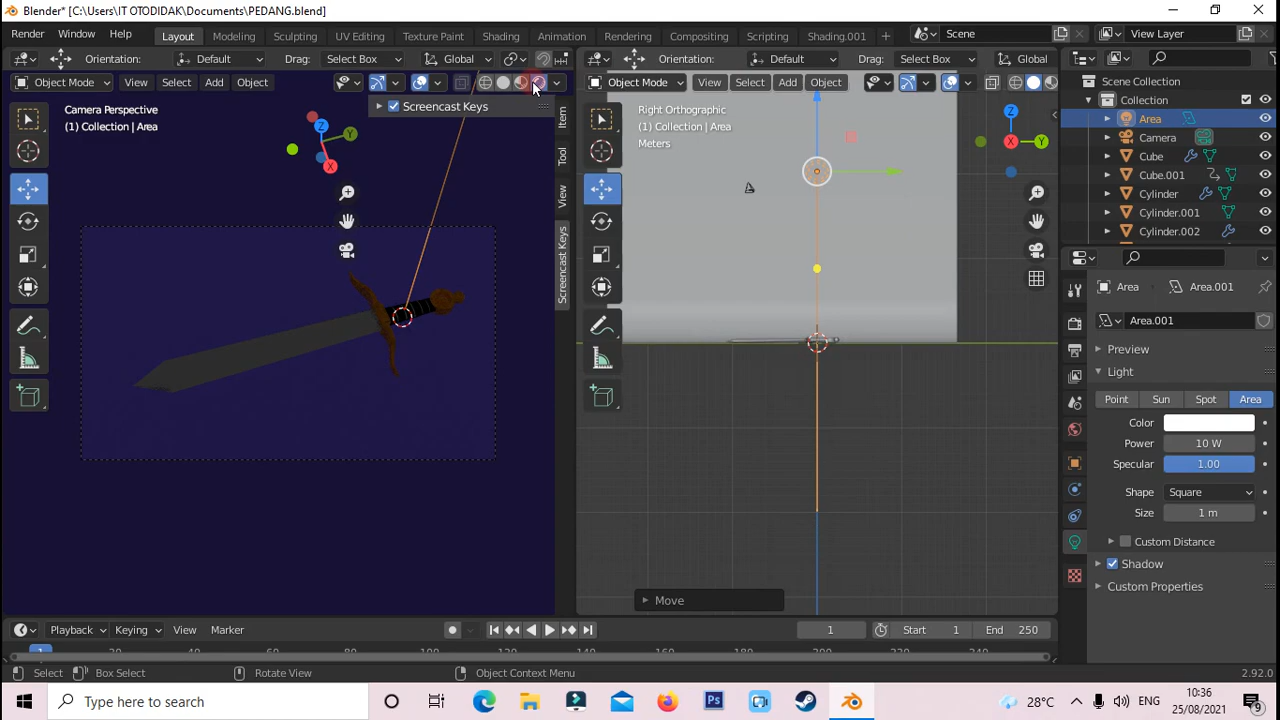 Blender* [C:\Users\IT OTODIDAK\Documents\PEDANG.blend]
Render Window Help Layout Modeling Sculpting UV Editing Texture Paint Shading Animation Rendering Compositing Scripting Shading.001 + Scene View Layer
Orientation: Default Drag: Select Box Global Orientation: Default Drag: Select Box Global
Object Mode View Select Add Object Object Mode View Select Add Object
Scene Collection
Collection
Area
Camera
Cube
Cube.001
Cylinder
Cylinder.001
Cylinder.002
Screencast Keys
Camera Perspective
(1) Collection | Area
Right Orthographic
(1) Collection | Area
Meters
Z
Y
X
Z
X
Y
Item
Tool
View
Screencast Keys
Area Area.001
Area.001
Preview
Light
Point Sun Spot Area
Color
Power 10 W
Specular 1.00
Shape Square
Size 1 m
Custom Distance
Shadow
Custom Properties
Move
Playback Keying View Marker 1 Start 1 End 250
1 20 60 80 100 120 140 160 180 200 220 240
Select Box Select Rotate View Object Context Menu 2.92.0
Type here to search
Ps
28°C
ENG
10:36
25/08/2021
9